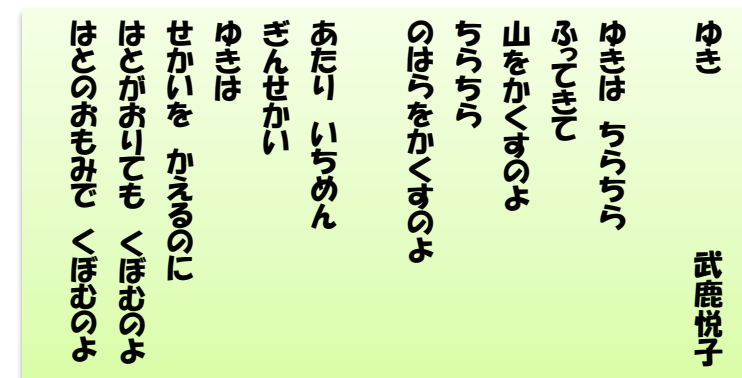 ゆき 武鹿悦子
ゆきは ちらちら
ふってきて
山をかくすのよ
ちらちら
のはらをかくすのよ
あたり いちめん
ぎんせかい
ゆきは
せかいを かえるのに
はとがおりても くぼむのよ
はとのおもみで くぼむのよ